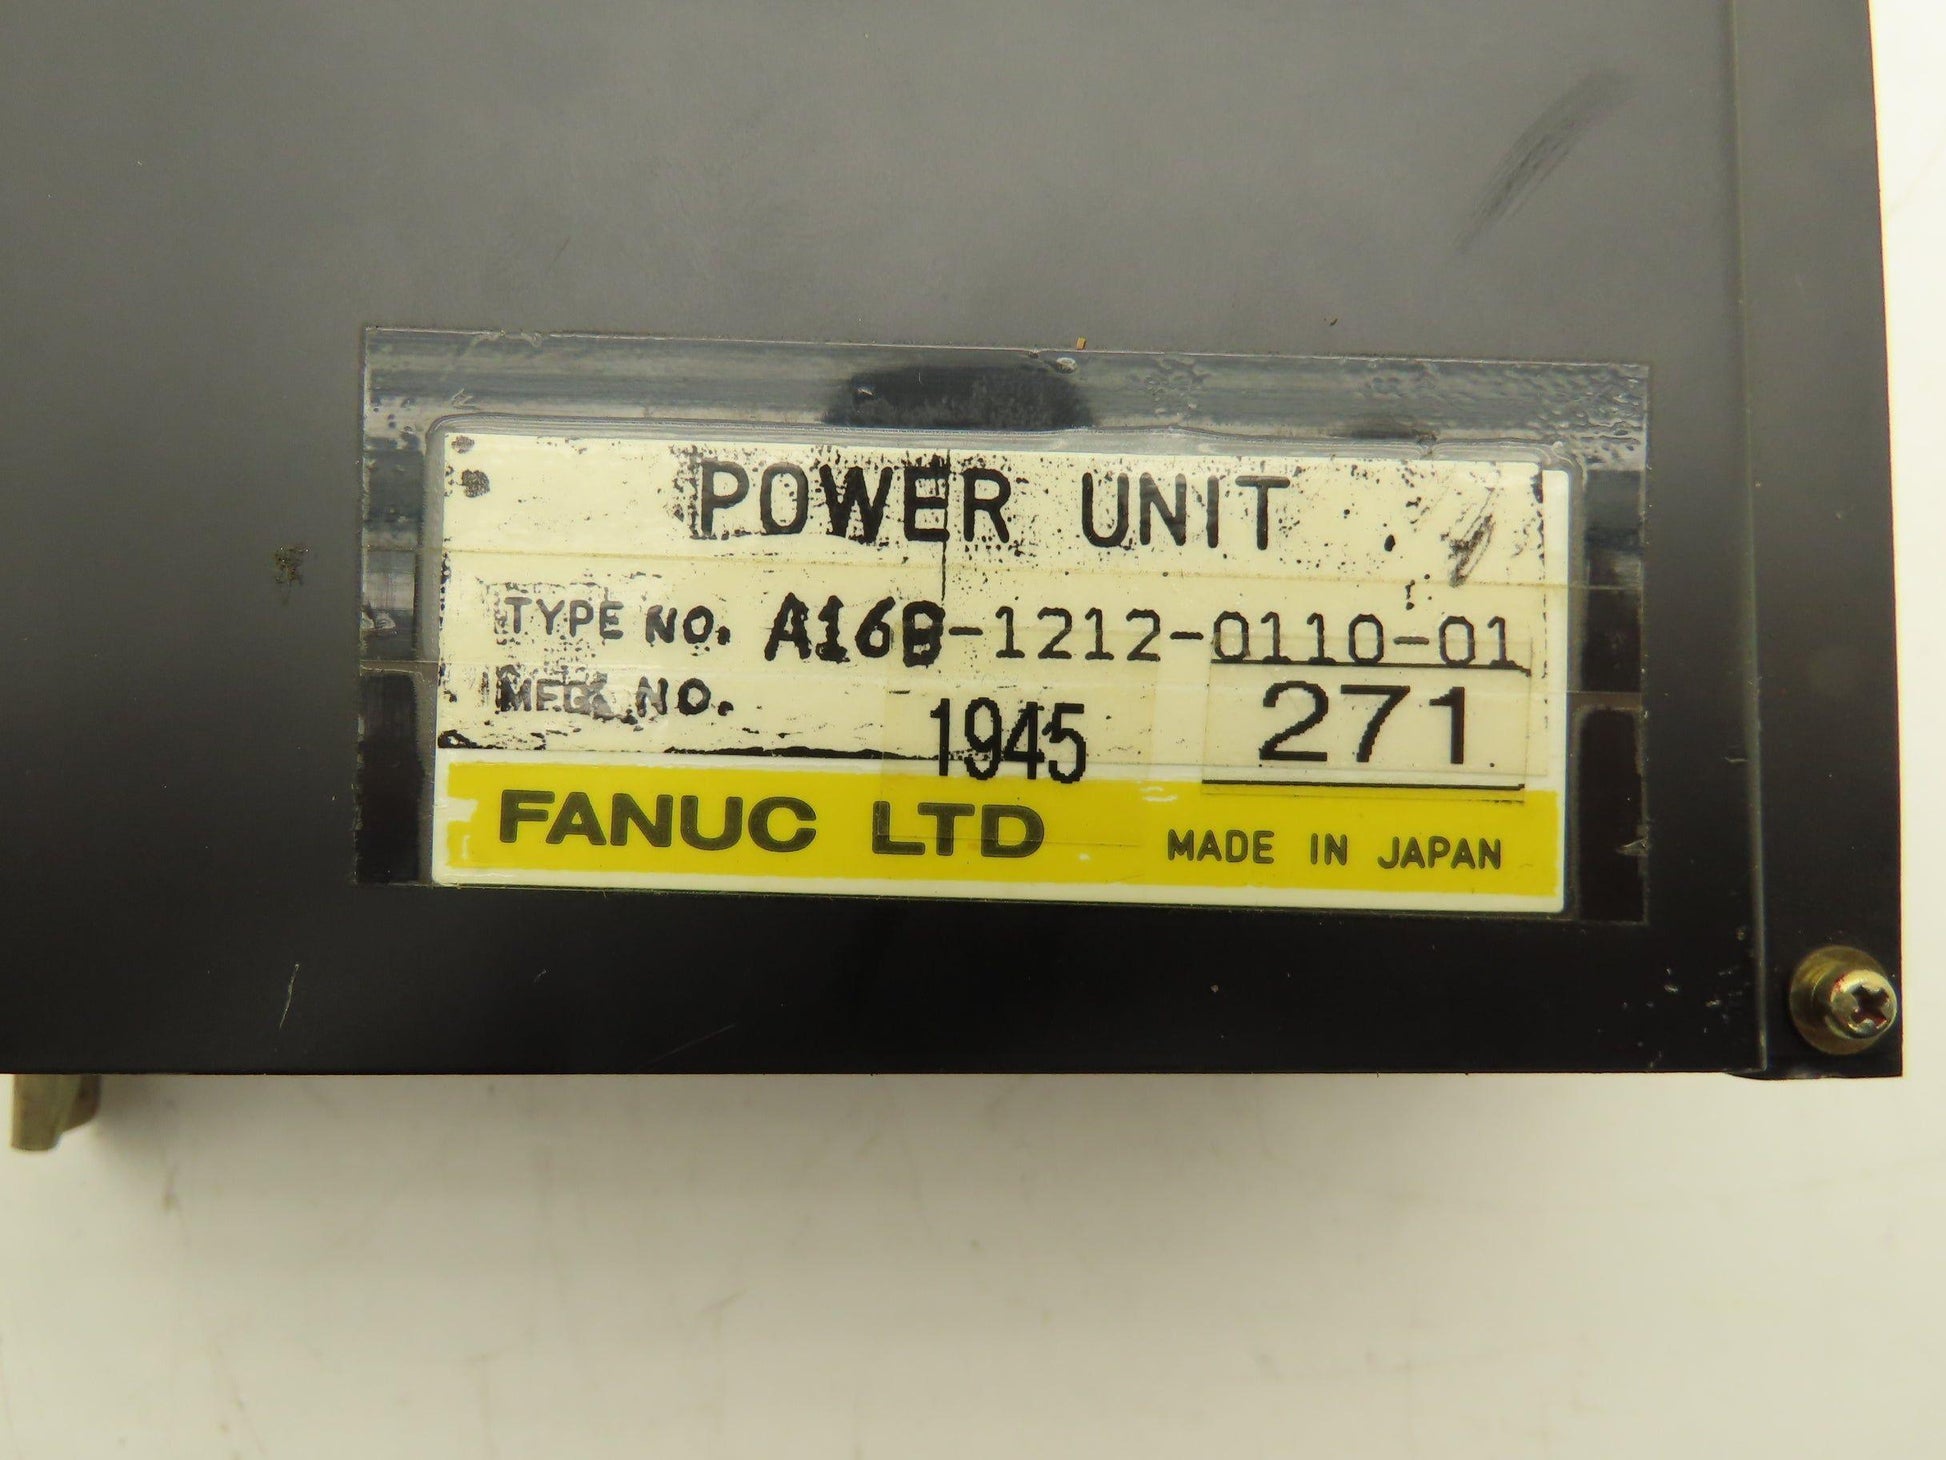 POWER UNIT
TYPE NO. A16B-1212-0110-01
MFG. NO. 1945 271
FANUC LTD MADE IN JAPAN